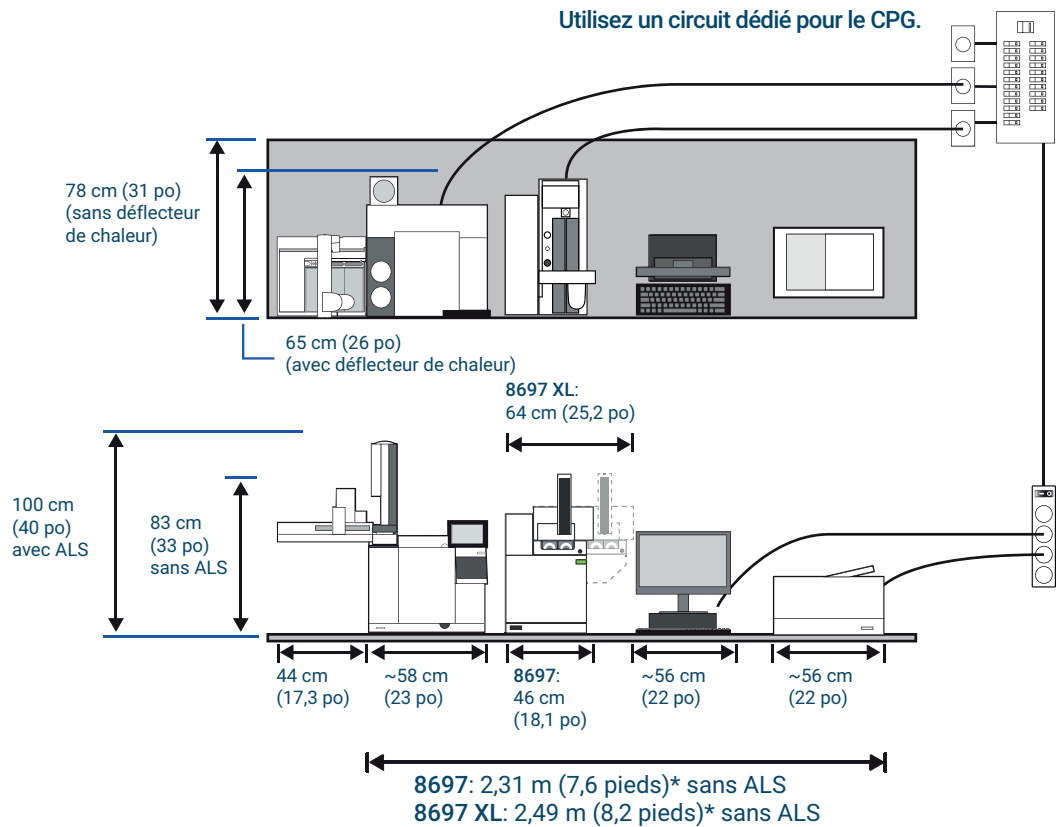 Utilisez un circuit dédié pour le CPG.
78 cm (31 po)
(sans déflecteur
de chaleur)
65 cm (26 po)
(avec déflecteur de chaleur)
8697 XL:
64 cm (25,2 po)
100 cm
(40 po)
avec ALS
83 cm
(33 po)
sans ALS
44 cm
(17,3 po)
~58 cm
(23 po)
8697:
46 cm
(18,1 po)
~56 cm
(22 po)
~56 cm
(22 po)
8697: 2,31 m (7,6 pieds)* sans ALS
8697 XL: 2,49 m (8,2 pieds)* sans ALS